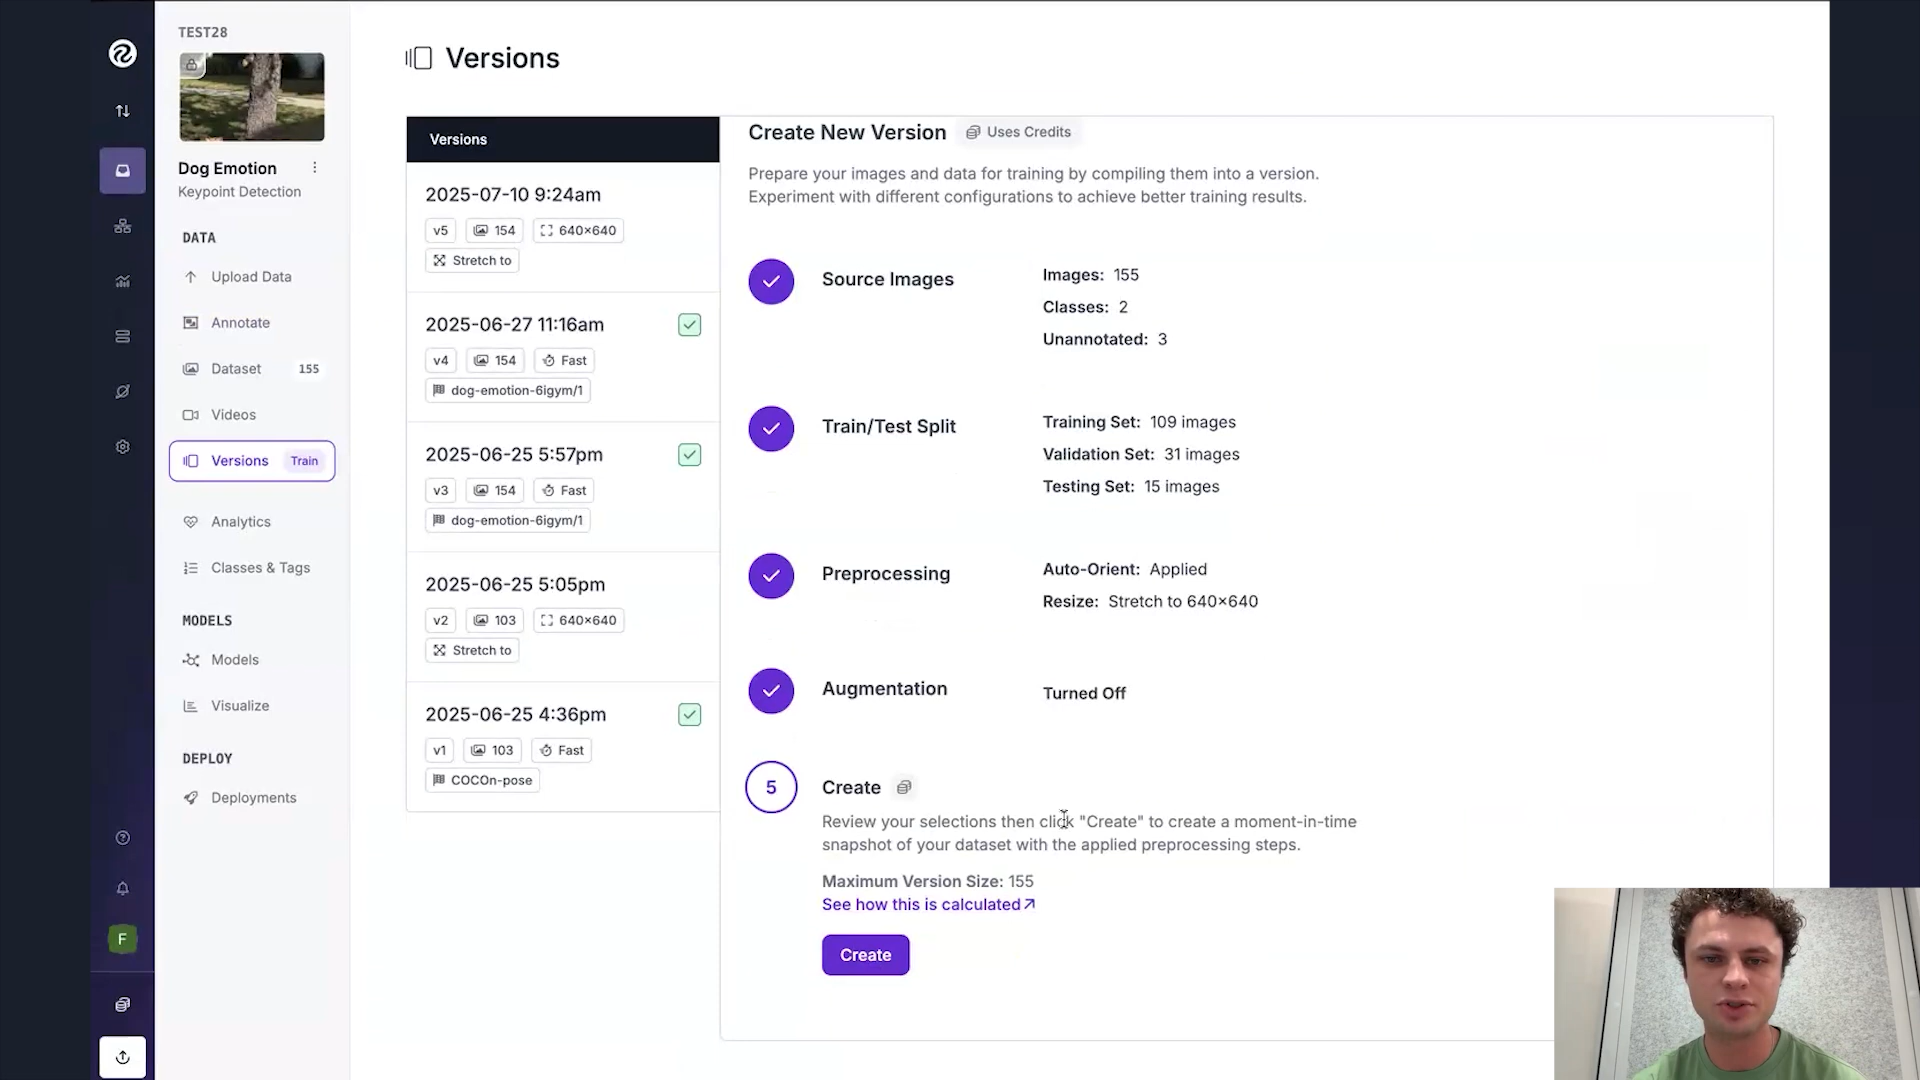 TEST28
Dog Emotion
Keypoint Detection
DATA
Upload Data
Annotate
Dataset 155
Videos
Versions Train
Analytics
Classes & Tags
MODELS
Models
Visualize
DEPLOY
Deployments
F
Versions
Versions
2025-07-10 9:24am
v5 154 640×640
Stretch to
2025-06-27 11:16am
v4 154 Fast
dog-emotion-6igym/1
2025-06-25 5:57pm
v3 154 Fast
dog-emotion-6igym/1
2025-06-25 5:05pm
v2 103 640×640
Stretch to
2025-06-25 4:36pm
v1 103 Fast
COCOn-pose
Create New Version Uses Credits
Prepare your images and data for training by compiling them into a version.
Experiment with different configurations to achieve better training results.
Source Images
Images: 155
Classes: 2
Unannotated: 3
Train/Test Split
Training Set: 109 images
Validation Set: 31 images
Testing Set: 15 images
Preprocessing
Auto-Orient: Applied
Resize: Stretch to 640×640
Augmentation
Turned Off
5 Create
Review your selections then click "Create" to create a moment-in-time
snapshot of your dataset with the applied preprocessing steps.
Maximum Version Size: 155
See how this is calculated
Create